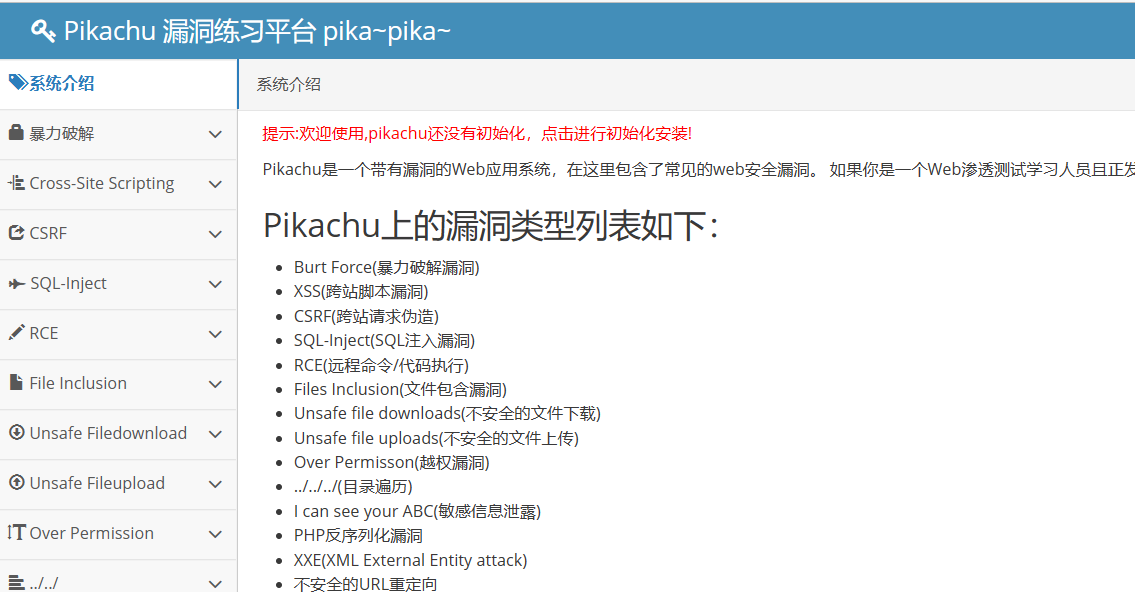 Pikachu 漏洞练习平台 pika~pika~
系统介绍
暴力破解
Cross-Site Scripting
CSRF
SQL-Inject
RCE
File Inclusion
Unsafe Filedownload
Unsafe Fileupload
Over Permission
../../
系统介绍
提示:欢迎使用,pikachu还没有初始化，点击进行初始化安装!
Pikachu是一个带有漏洞的Web应用系统，在这里包含了常见的web安全漏洞。 如果你是一个Web渗透测试学习人员且正发
Pikachu上的漏洞类型列表如下：
Burt Force(暴力破解漏洞)
XSS(跨站脚本漏洞)
CSRF(跨站请求伪造)
SQL-Inject(SQL注入漏洞)
RCE(远程命令/代码执行)
Files Inclusion(文件包含漏洞)
Unsafe file downloads(不安全的文件下载)
Unsafe file uploads(不安全的文件上传)
Over Permisson(越权漏洞)
../../../(目录遍历)
I can see your ABC(敏感信息泄露)
PHP反序列化漏洞
XXE(XML External Entity attack)
不安全的URL重定向